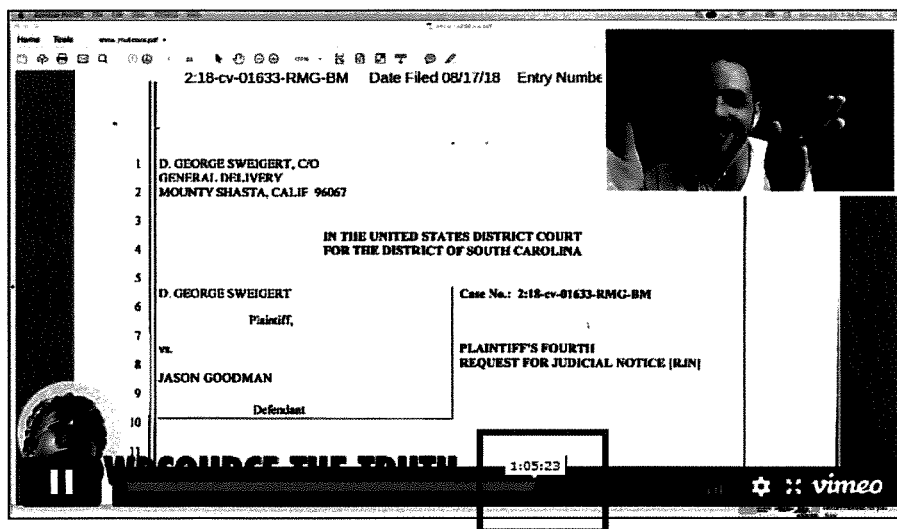 Home Tools
2:18-cv-01633-RMG-BM Date Filed 08/17/18 Entry Numbe
1 D. GEORGE SWEIGERT, C/O
GENERAL DELIVERY
2 MOUNTY SHASTA, CALIF 96067
3
IN THE UNITED STATES DISTRICT COURT
4 FOR THE DISTRICT OF SOUTH CAROLINA
5
D. GEORGE SWEIGERT
Case No.: 2:18-cv-01633-RMG-BM
6
Plaintiff,
7
vs.
PLAINTIFF'S FOURTH
8 REQUEST FOR JUDICIAL NOTICE [RJN]
JASON GOODMAN
9
Defendant
10
11
WDSOURCE THE TRUTH
1:05:23
vimeo